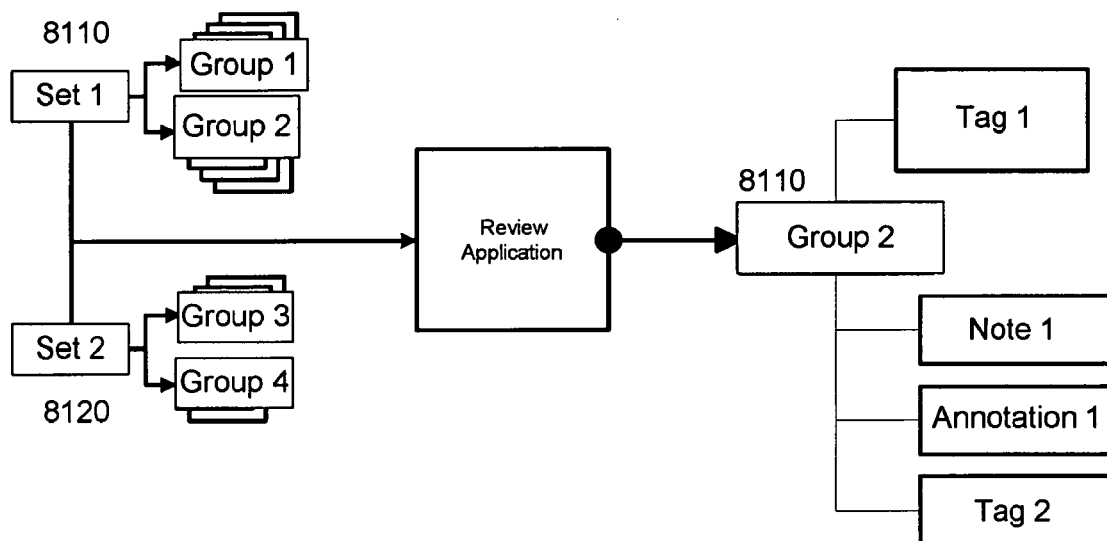 8110
Group 1
Set 1
Group 2
Tag 1
8110
Review
Application
Group 2
Group 3
Set 2
Note 1
Group 4
8120
Annotation 1
Tag 2